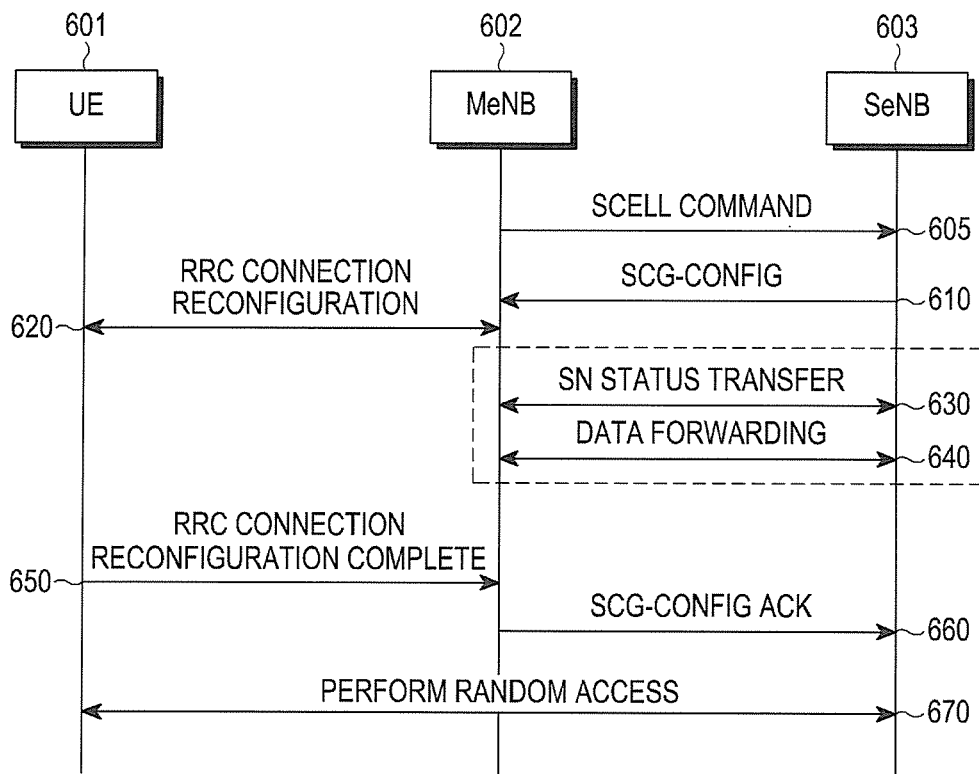 601
602
603
UE
MeNB
SeNB
SCELL COMMAND
605
RRC CONNECTION
RECONFIGURATION
SCG-CONFIG
610
620
SN STATUS TRANSFER
630
DATA FORWARDING
640
RRC CONNECTION
RECONFIGURATION COMPLETE
650
SCG-CONFIG ACK
660
PERFORM RANDOM ACCESS
670